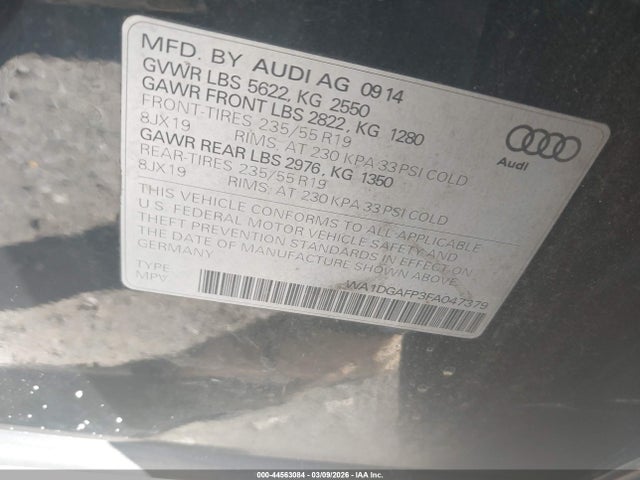 MFD. BY AUDI AG 09 14
GVWR LBS 5622, KG 2550
GAWR FRONT LBS 2822, KG 1280
FRONT-TIRES 235/55 R19
8JX19 RIMS: AT 230 KPA 33 PSI COLD
GAWR REAR LBS 2976, KG 1350
REAR-TIRES 235/55 R19
8JX19 RIMS: AT 230 KPA 33 PSI COLD
THIS VEHICLE CONFORMS TO ALL APPLICABLE
U.S. FEDERAL MOTOR VEHICLE SAFETY AND
THEFT PREVENTION STANDARDS IN EFFECT ON
THE DATE OF MANUFACTURE SHOWN ABOVE
GERMANY
TYPE
MPV
WA1DGAFP3FA047379
Audi
000-44563084 | 03/09/2026 - IAA Inc.